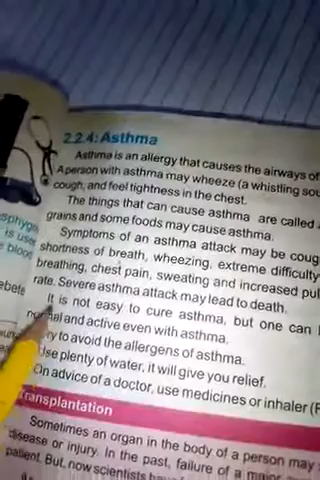 2.2.4: Asthma
Asthma is an allergy that causes the airways of
A person with asthma may wheeze (a whistling sou
cough, and feel tightness in the chest.
The things that can cause asthma are called
grains and some foods may cause asthma.
Symptoms of an asthma attack may be coug
shortness of breath, wheezing, extreme difficulty
breathing, chest pain, sweating and increased pul
rate. Severe asthma attack may lead to death.
It is not easy to cure asthma, but one can
and active even with asthma.
to avoid the allergens of asthma.
Use plenty of water, it will give you relief.
On advice of a doctor, use medicines or inhaler (F
Transplantation
Sometimes an organ in the body of a person may
disease or injury. In the past, failure of a major
patient. But, now scientists
sphygm
is use
bloo